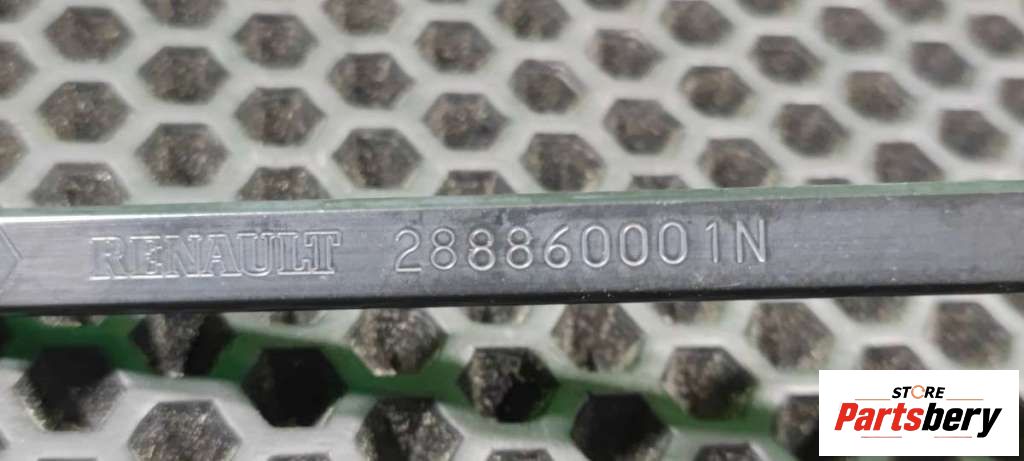 RENAULT 288860001N
STORE
Partsbery